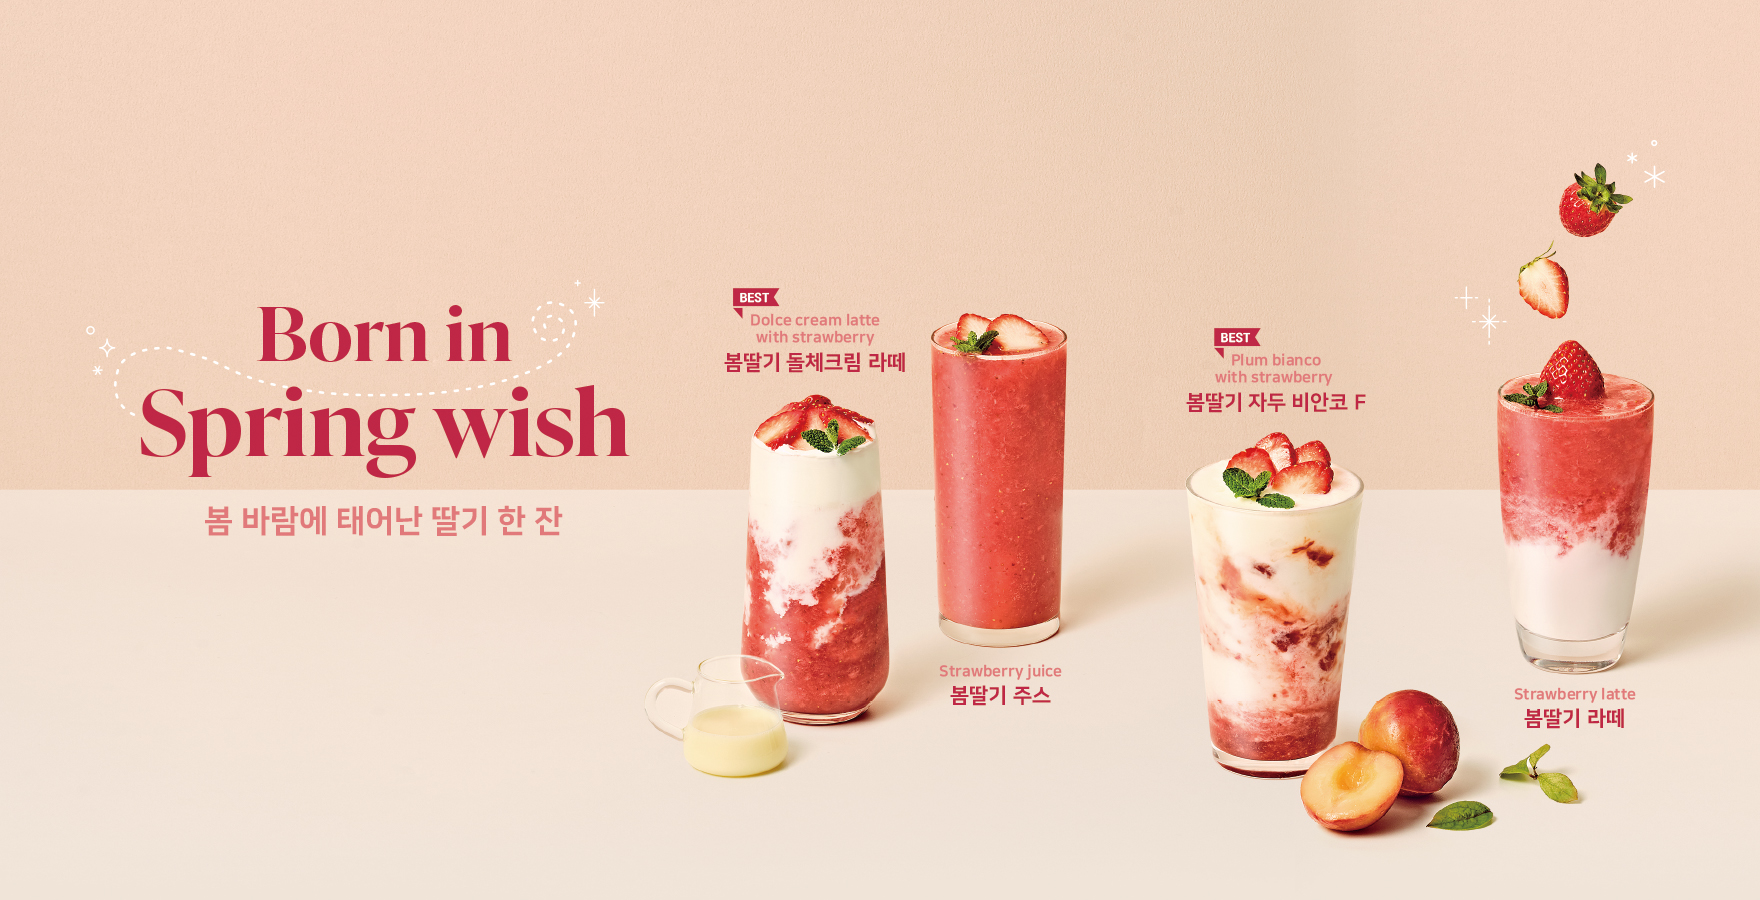 Born in
Spring wish
봄 바람에 태어난 딸기 한 잔
BEST
Dolce cream latte
with strawberry
봄딸기 돌체크림 라떼
Strawberry juice
봄딸기 주스
BEST
Plum bianco
with strawberry
봄딸기 자두 비안코 F
Strawberry latte
봄딸기 라떼